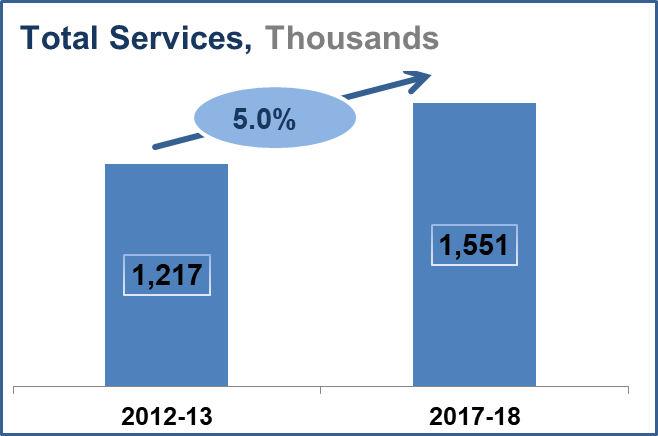 Total Services, Thousands
5.0%
1,551
1,217
2012-13 2017-18